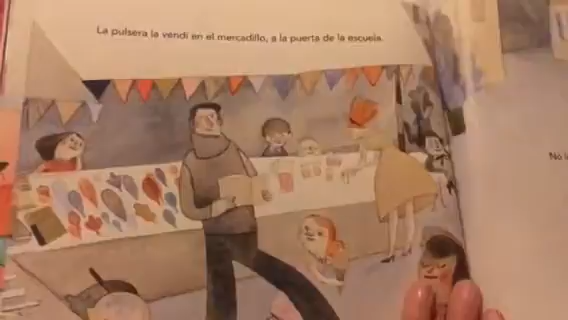 La pulsera la vendí en el mercadillo, a la puerta de la escuela.
No